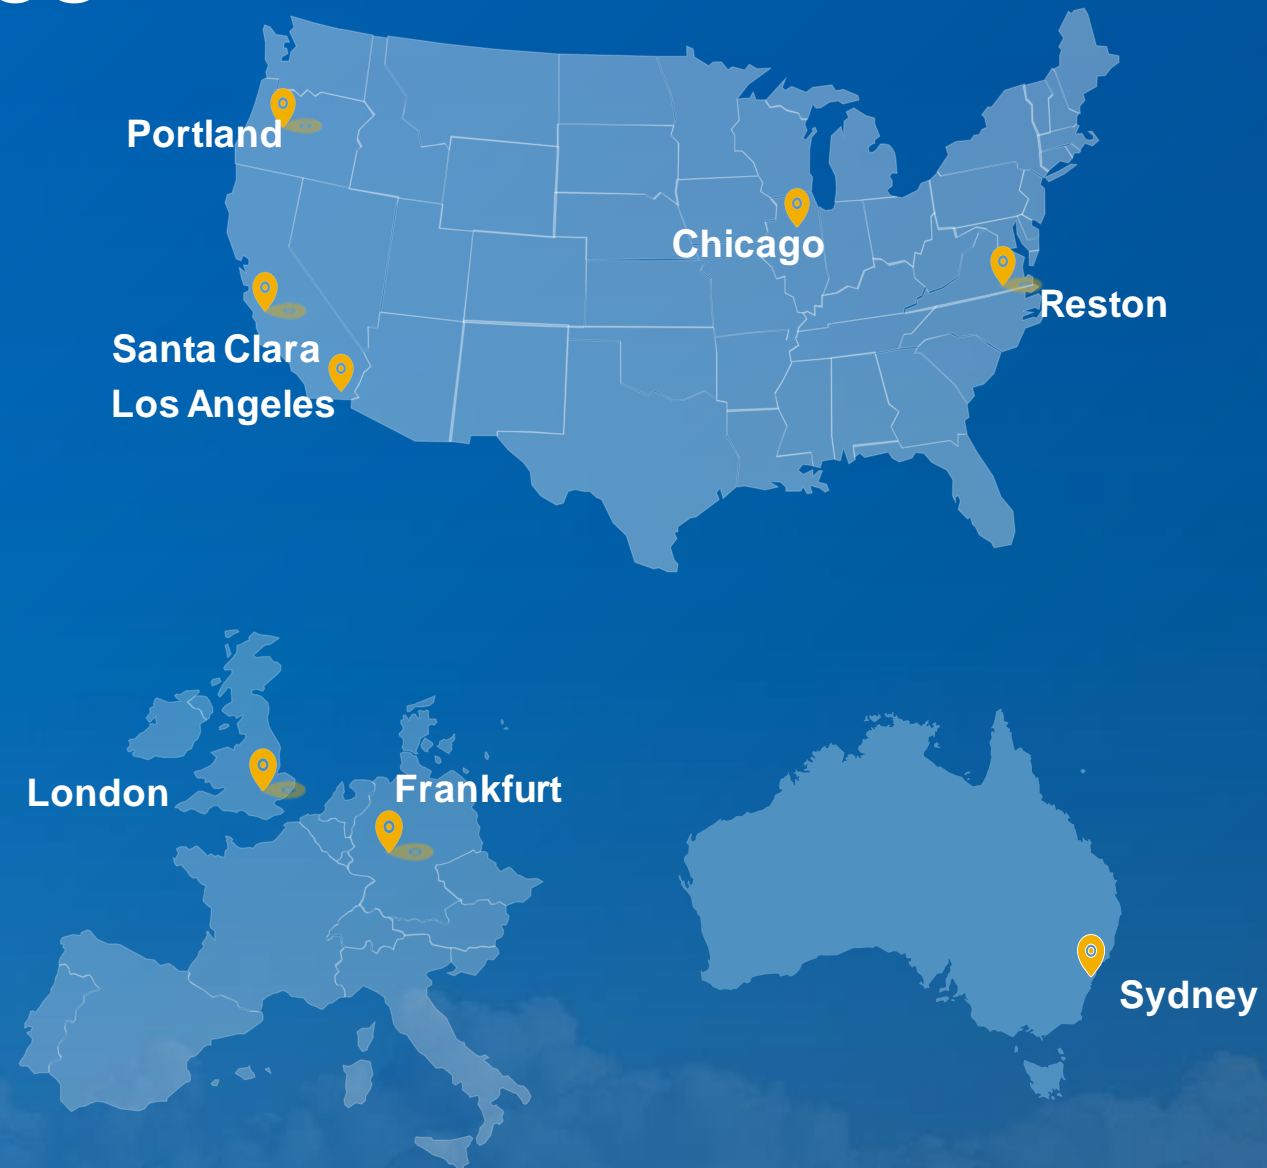 Portland
Chicago
Reston
Santa Clara
Los Angeles
London
Frankfurt
Sydney